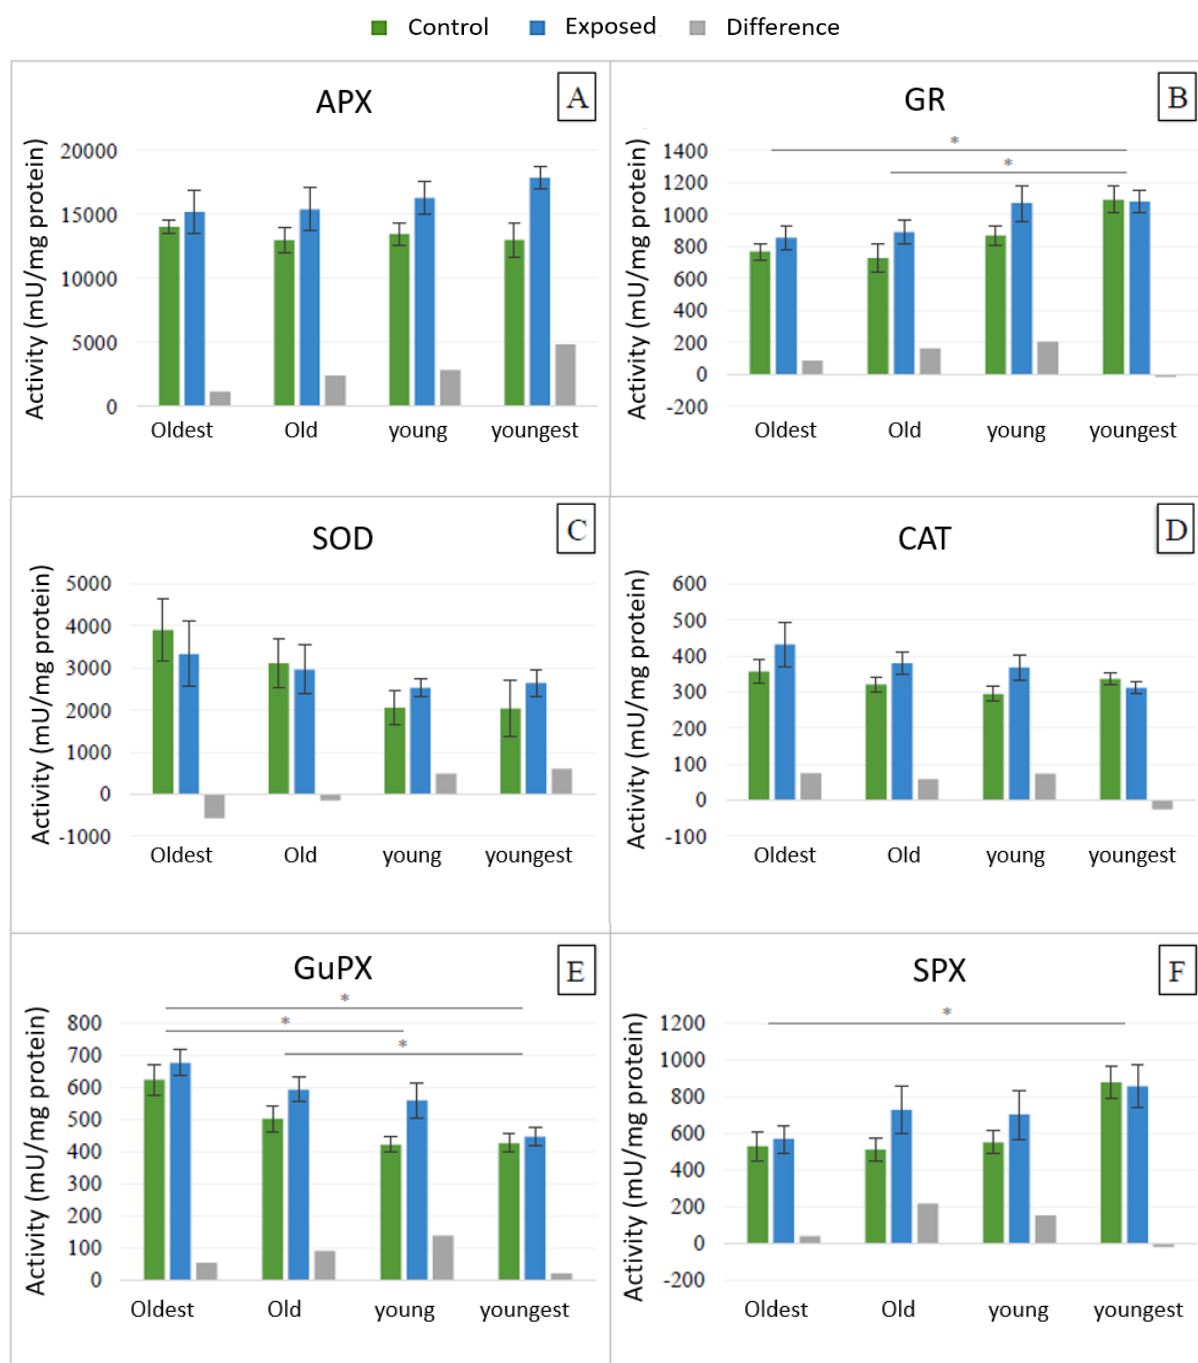 Control Exposed Difference
APX A
Activity (mU/mg protein)
20000
15000
10000
5000
0
Oldest Old young youngest
GR B
Activity (mU/mg protein)
* 
*
1400
1200
1000
800
600
400
200
0
-200
Oldest Old young youngest
SOD C
Activity (mU/mg protein)
5000
4000
3000
2000
1000
0
-1000
Oldest Old young youngest
CAT D
Activity (mU/mg protein)
600
500
400
300
200
100
0
-100
Oldest Old young youngest
GuPX E
Activity (mU/mg protein)
*
*
*
800
700
600
500
400
300
200
100
0
Oldest Old young youngest
SPX F
Activity (mU/mg protein)
*
1200
1000
800
600
400
200
0
-200
Oldest Old young youngest